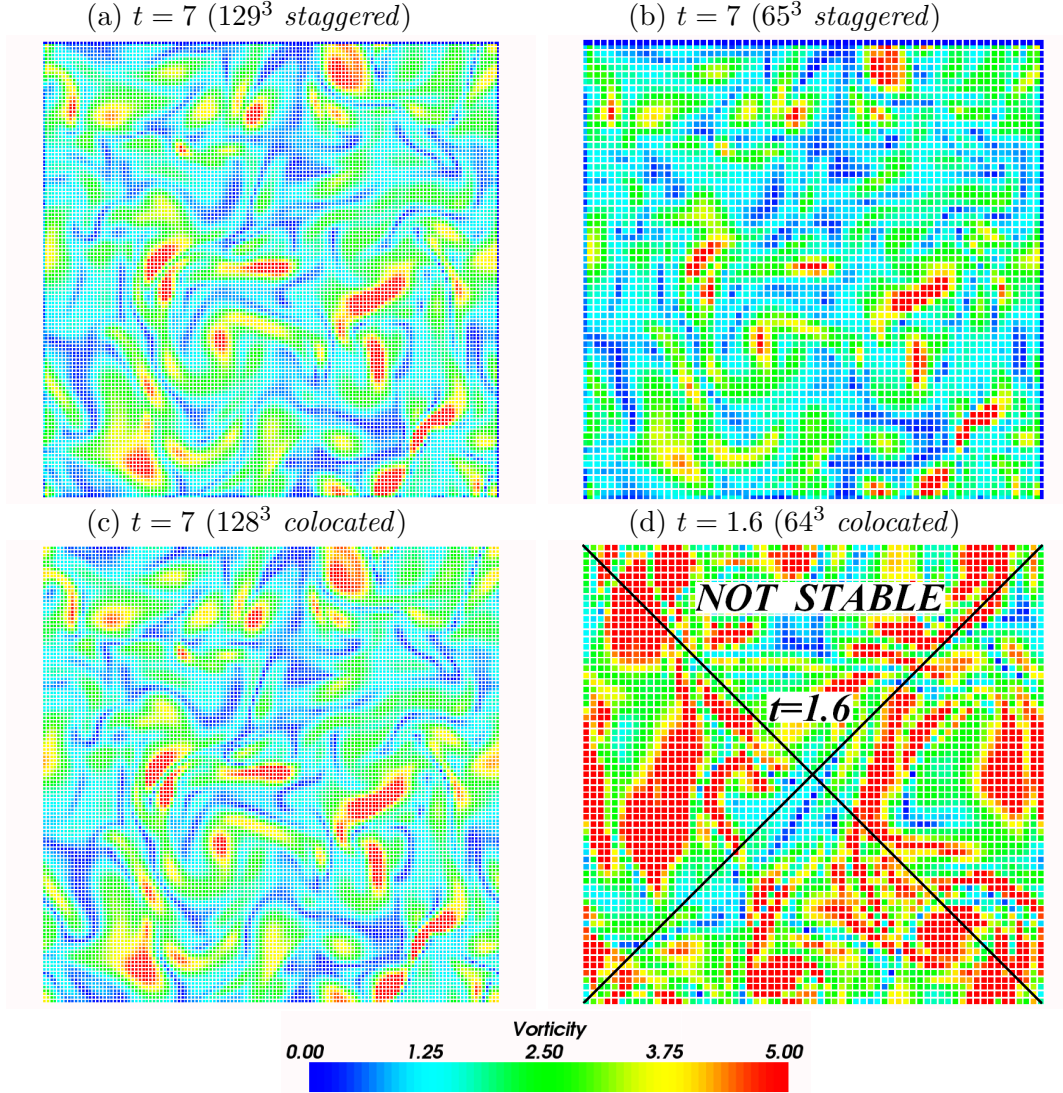 (a) t = 7 (129³ staggered)
(b) t = 7 (65³ staggered)
(c) t = 7 (128³ colocated)
(d) t = 1.6 (64³ colocated)
NOT STABLE
t=1.6
Vorticity
0.00 1.25 2.50 3.75 5.00